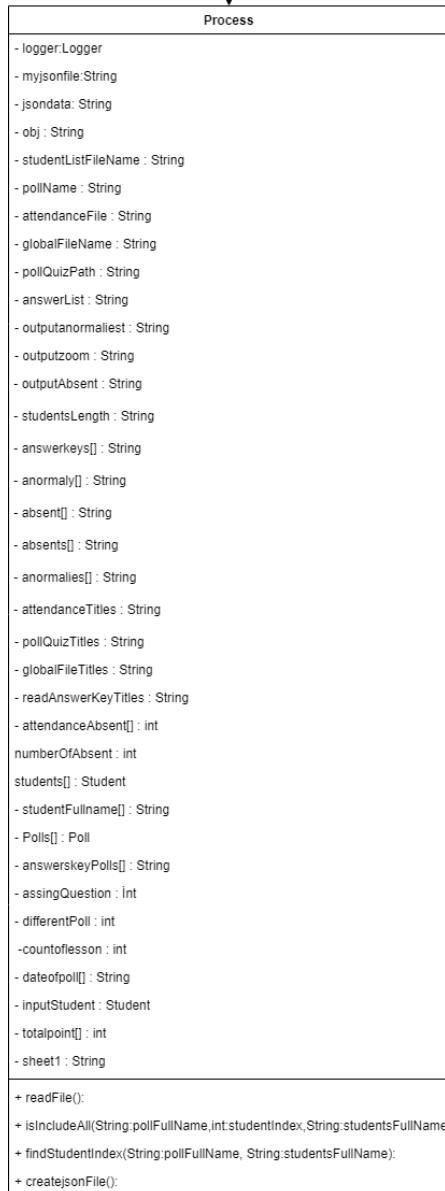 Process
- logger:Logger
- myjsonfile:String
- jsondata: String
- obj : String
- studentListFileName : String
- pollName : String
- attendanceFile : String
- globalFileName : String
- pollQuizPath : String
- answerList : String
- outputanormaliest : String
- outputzoom : String
- outputAbsent : String
- studentsLength : String
- answerkeys[] : String
- anormaly[] : String
- absent[] : String
- absents[] : String
- anormalies[] : String
- attendanceTitles : String
- pollQuizTitles : String
- globalFileTitles : String
- readAnswerKeyTitles : String
- attendanceAbsent[] : int
numberOfAbsent : int
students[] : Student
- studentFullname[] : String
- Polls[] : Poll
- answerskeyPolls[] : String
- assingQuestion : İnt
- differentPoll : int
-countoflesson : int
- dateofpoll[] : String
- inputStudent : Student
- totalpoint[] : int
- sheet1 : String
+ readFile():
+ isIncludeAll(String:pollFullName,int:studentIndex,String:studentsFullName
+ findStudentIndex(String:pollFullName, String:studentsFullName):
+ createjsonFile():